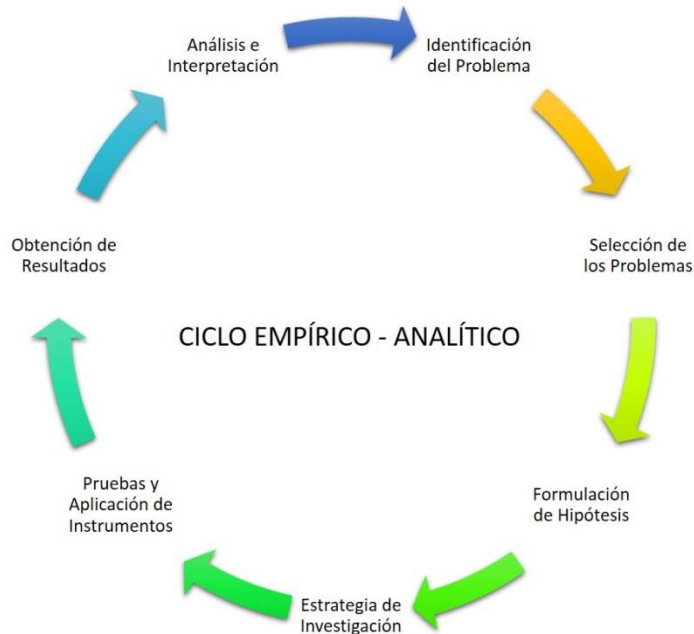 Análisis e
Interpretación
Identificación
del Problema
Selección de
los Problemas
Formulación
de Hipótesis
Estrategia de
Investigación
Pruebas y
Aplicación de
Instrumentos
Obtención de
Resultados
CICLO EMPÍRICO - ANALÍTICO